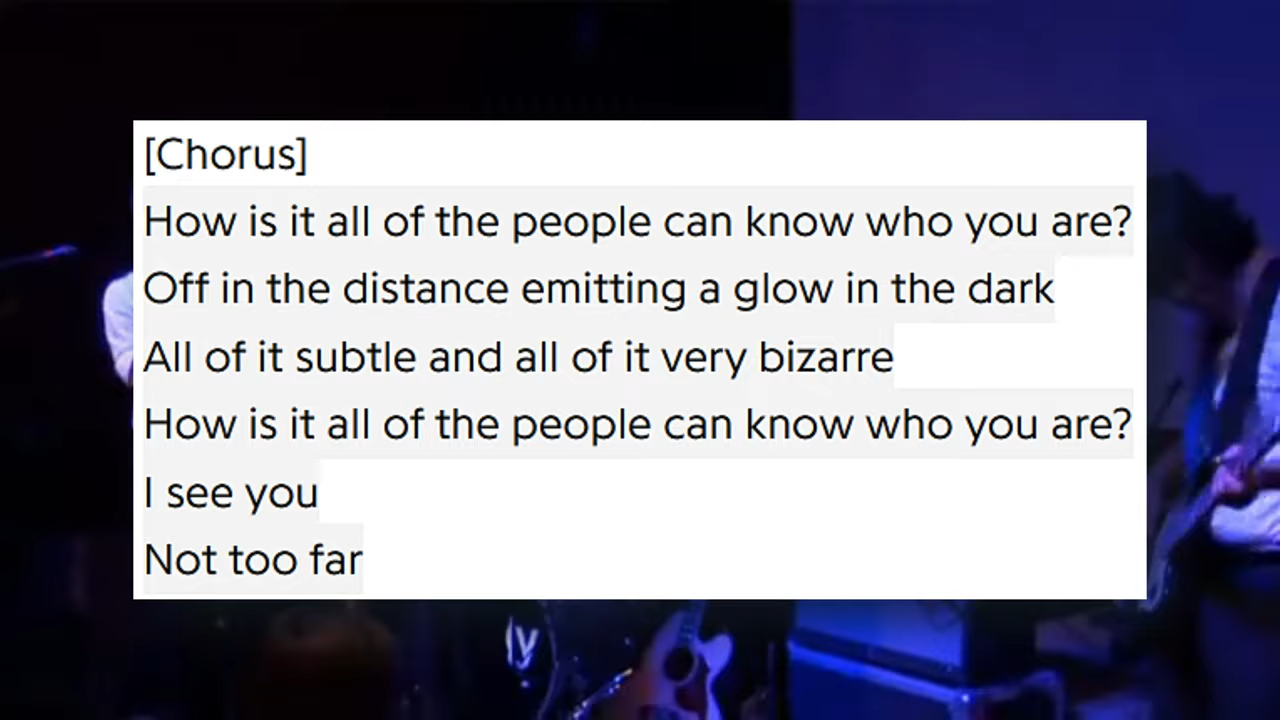 [Chorus]
How is it all of the people can know who you are?
Off in the distance emitting a glow in the dark
All of it subtle and all of it very bizarre
How is it all of the people can know who you are?
I see you
Not too far
ly